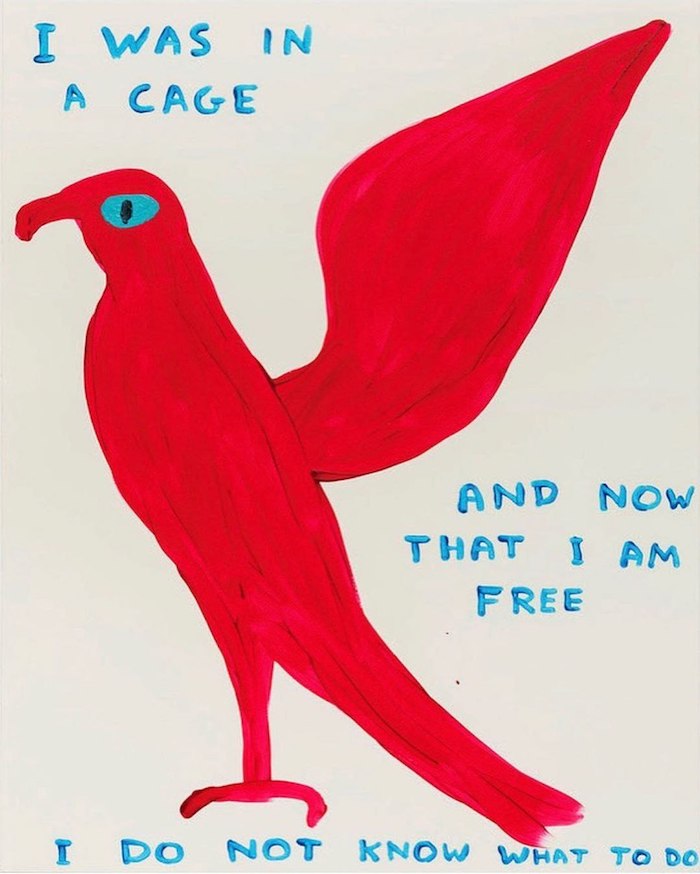 I WAS IN
A CAGE
AND NOW
THAT I AM
FREE
I DO NOT KNOW WHAT TO DO